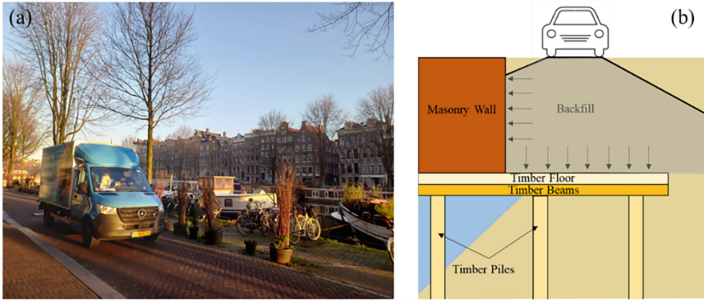 (a)
(b)
Masonry Wall
Backfill
Timber Floor
Timber Beams
Timber Piles